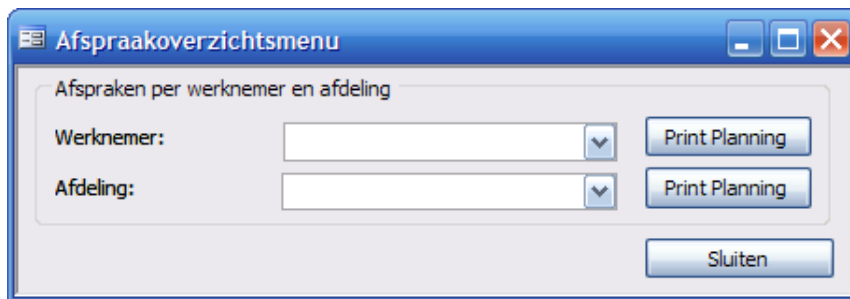 Afspraakoverzichtsmenu
Afspraken per werknemer en afdeling
Werknemer: Print Planning
Afdeling: Print Planning
Sluiten